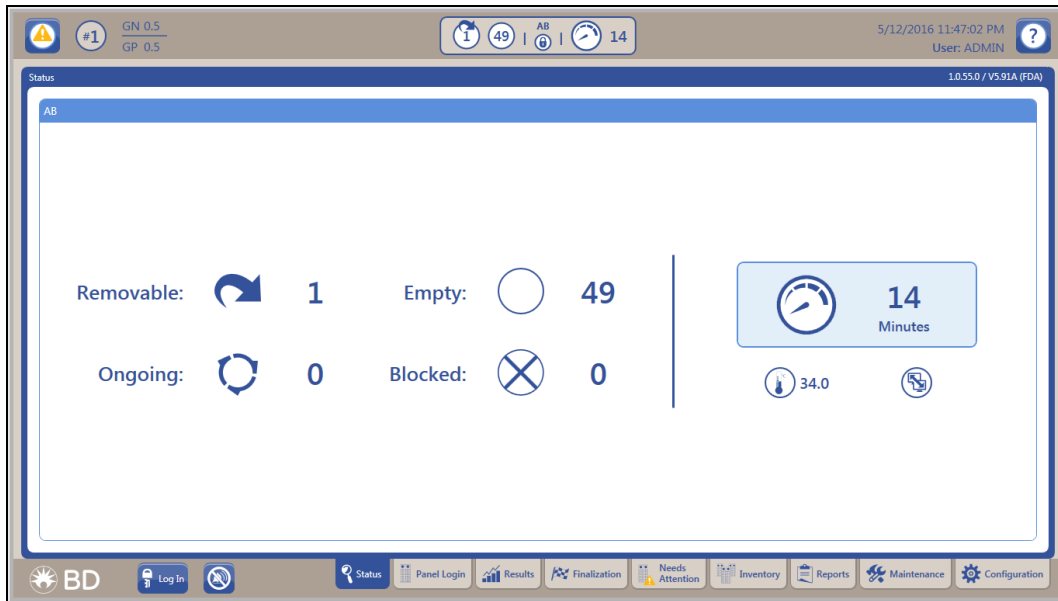 #1
GN 0.5
GP 0.5
1 49 | AB | 14
5/12/2016 11:47:02 PM
User: ADMIN
?
Status
1.0.55.0 / V5.91A (FDA)
AB
Removable: 1 Empty: 49
14
Minutes
Ongoing: 0 Blocked: 0
34.0
BD
Log In
Status
Panel Login
Results
Finalization
Needs
Attention
Inventory
Reports
Maintenance
Configuration